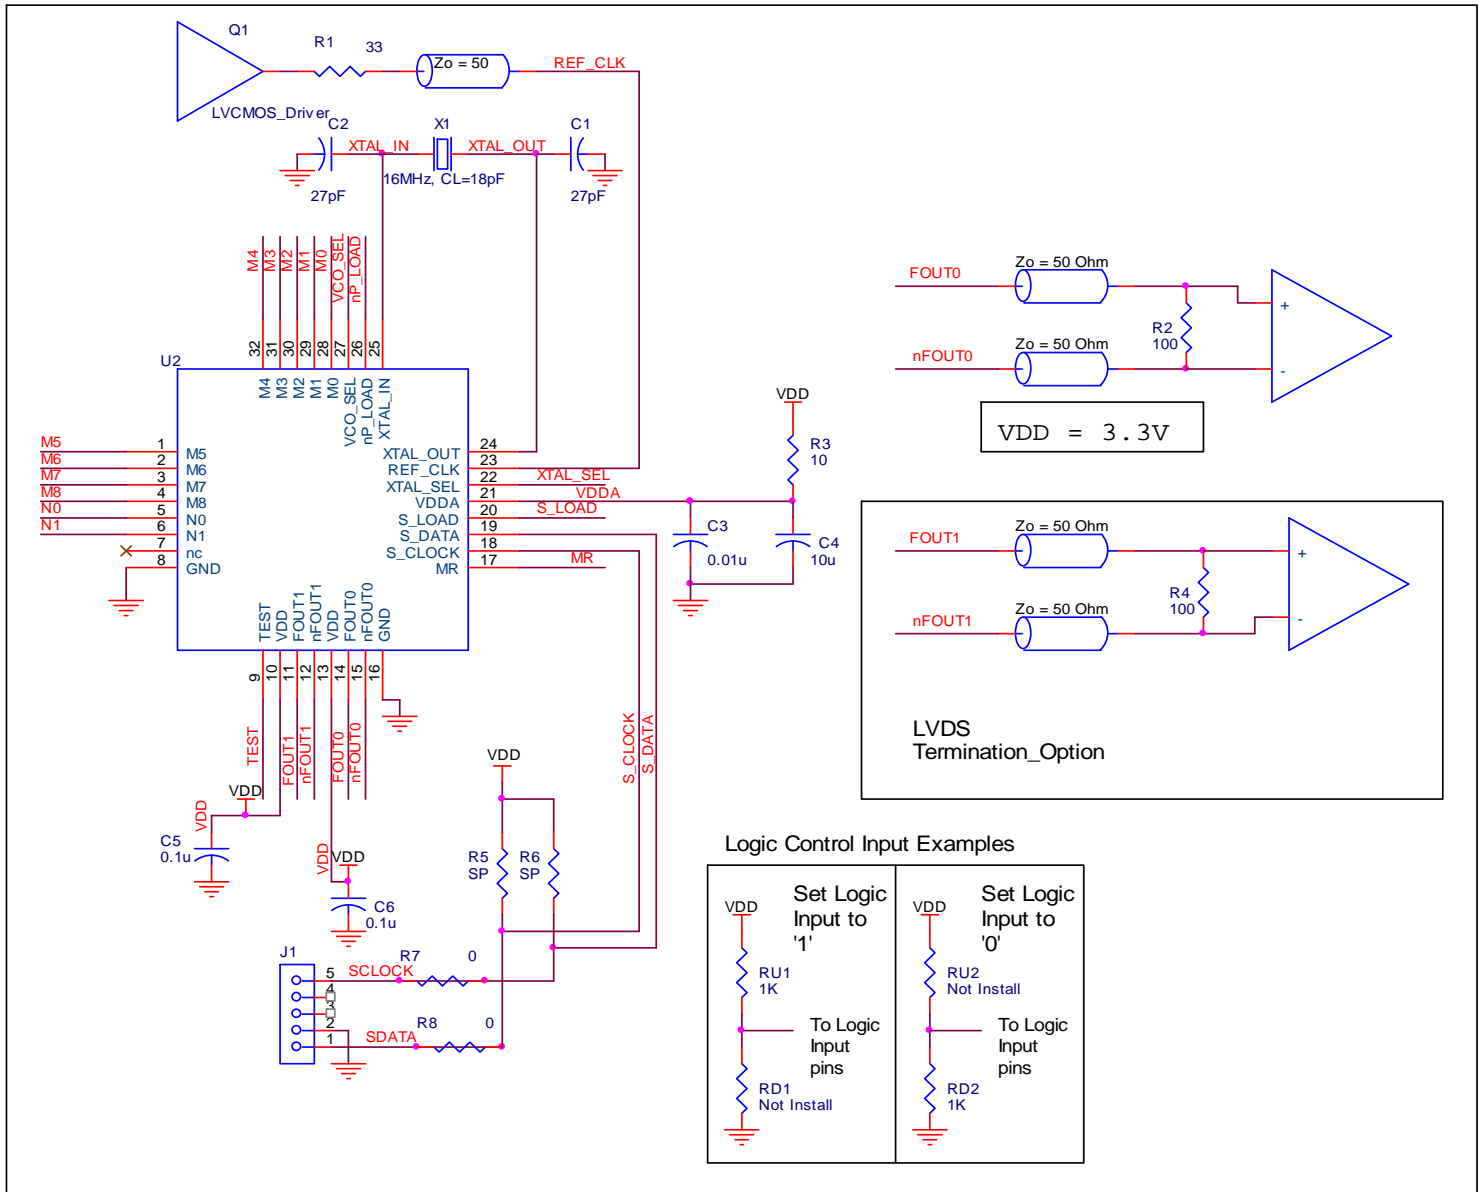 Q1
R1
33
Zo = 50
REF_CLK
LVCMOS_Driver
C2
XTAL_IN
X1
XTAL_OUT
C1
27pF
16MHz, CL=18pF
27pF
M4
M3
M2
M1
M0
VCO_SEL
nP_LOAD
32
31
30
29
28
27
26
25
U2
M4
M3
M2
M1
M0
VCO_SEL
nP_LOAD
XTAL_IN
M5 1 M5
M6 2 M6
M7 3 M7
M8 4 M8
N0 5 N0
N1 6 N1
7 nc
8 GND
XTAL_OUT 24
REF_CLK 23
XTAL_SEL 22 XTAL_SEL
VDDA 21 VDDA
S_LOAD 20 S_LOAD
S_DATA 19
S_CLOCK 18
MR 17 MR
TEST
VDD
FOUT1
nFOUT1
VDD
FOUT0
nFOUT0
GND
9
10
11
12
13
14
15
16
TEST
FOUT1
nFOUT1
FOUT0
nFOUT0
S_CLOCK
S_DATA
VDD
R3
10
C3
0.01u
C4
10u
VDD
VDD
C5
0.1u
VDD
VDD
C6
0.1u
VDD
R5
SP
R6
SP
J1
5
4
3
2
1
SCLOCK
R7
0
SDATA
R8
0
FOUT0
Zo = 50 Ohm
R2
100
nFOUT0
Zo = 50 Ohm
+
-
VDD = 3.3V
FOUT1
Zo = 50 Ohm
R4
100
nFOUT1
Zo = 50 Ohm
+
-
LVDS
Termination_Option
Logic Control Input Examples
VDD
Set Logic
Input to
'1'
RU1
1K
To Logic
Input
pins
RD1
Not Install
VDD
Set Logic
Input to
'0'
RU2
Not Install
To Logic
Input
pins
RD2
1K